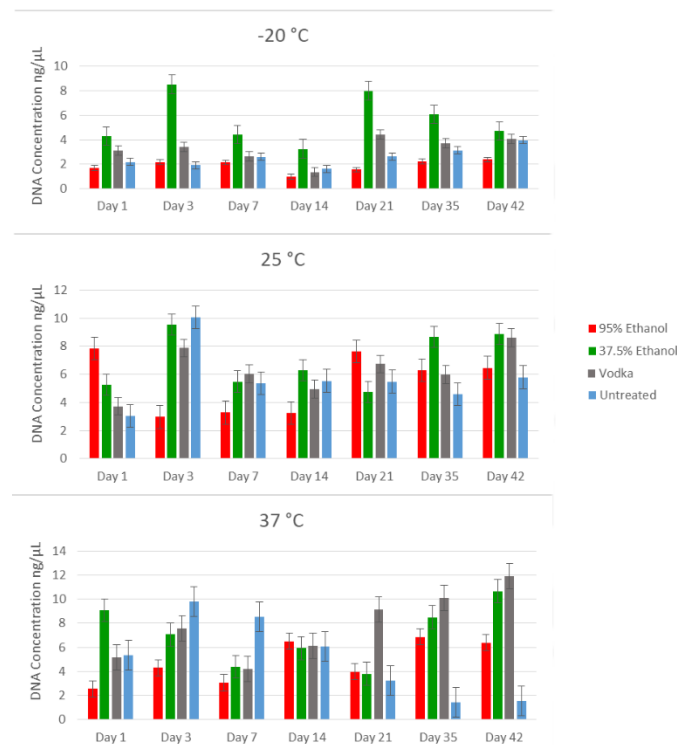 -20 °C
DNA Concentration ng/µL
10
8
6
4
2
0
Day 1 Day 3 Day 7 Day 14 Day 21 Day 35 Day 42
25 °C
DNA Concentration ng/µL
12
10
8
6
4
2
0
Day 1 Day 3 Day 7 Day 14 Day 21 Day 35 Day 42
95% Ethanol
37.5% Ethanol
Vodka
Untreated
37 °C
DNA Concentration ng/µL
14
12
10
8
6
4
2
0
Day 1 Day 3 Day 7 Day 14 Day 21 Day 35 Day 42